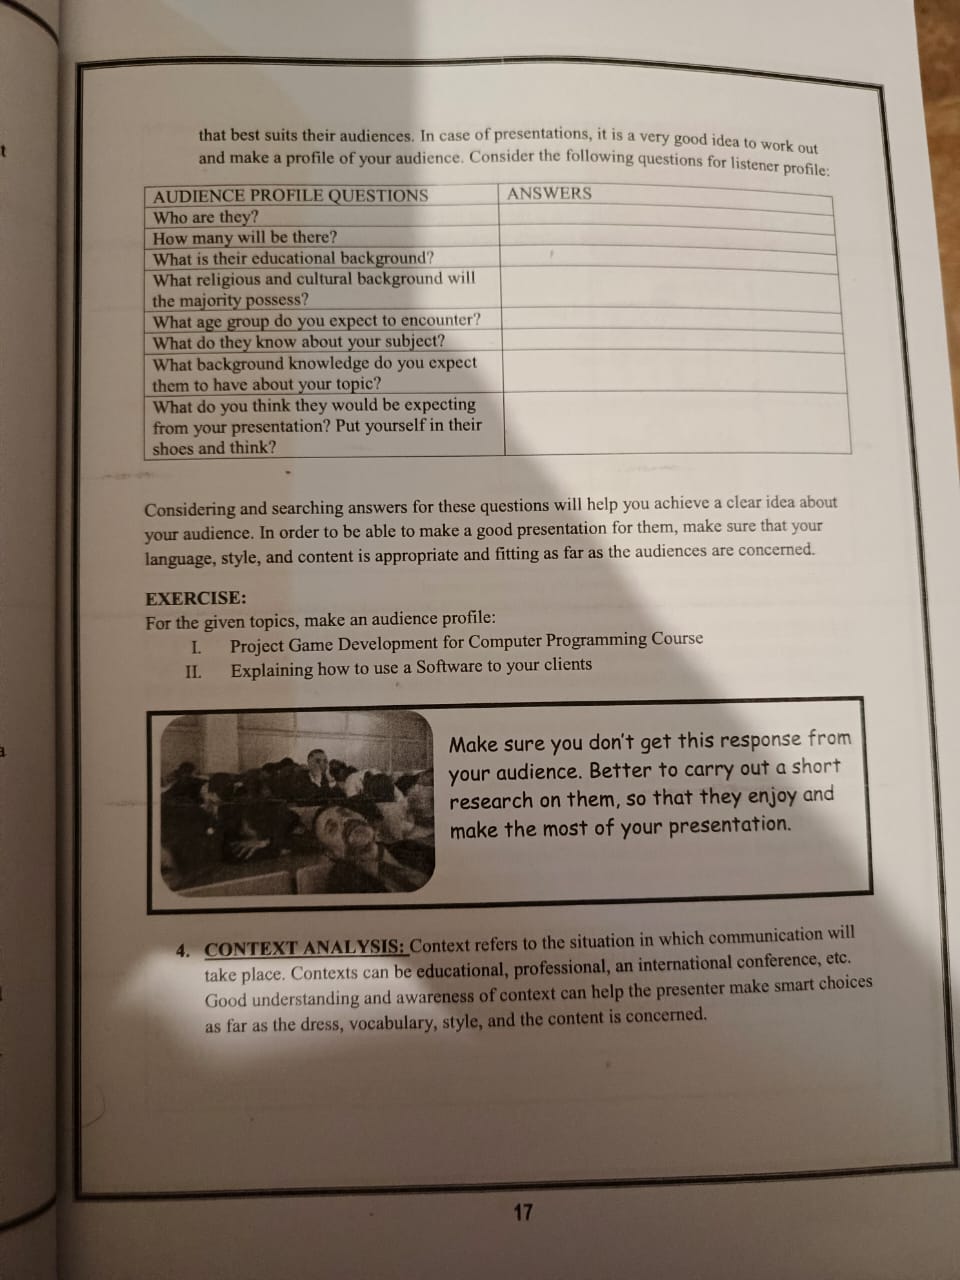 that best suits their audiences. In case of presentations, it is a very good idea to work out
and make a profile of your audience. Consider the following questions for listener profile:
AUDIENCE PROFILE QUESTIONS ANSWERS
Who are they?
How many will be there?
What is their educational background?
What religious and cultural background will
the majority possess?
What age group do you expect to encounter?
What do they know about your subject?
What background knowledge do you expect
them to have about your topic?
What do you think they would be expecting
from your presentation? Put yourself in their
shoes and think?
Considering and searching answers for these questions will help you achieve a clear idea about
your audience. In order to be able to make a good presentation for them, make sure that your
language, style, and content is appropriate and fitting as far as the audiences are concerned.
EXERCISE:
For the given topics, make an audience profile:
I. Project Game Development for Computer Programming Course
II. Explaining how to use a Software to your clients
Make sure you don't get this response from
your audience. Better to carry out a short
research on them, so that they enjoy and
make the most of your presentation.
4. CONTEXT ANALYSIS: Context refers to the situation in which communication will
take place. Contexts can be educational, professional, an international conference, etc.
Good understanding and awareness of context can help the presenter make smart choices
as far as the dress, vocabulary, style, and the content is concerned.
17